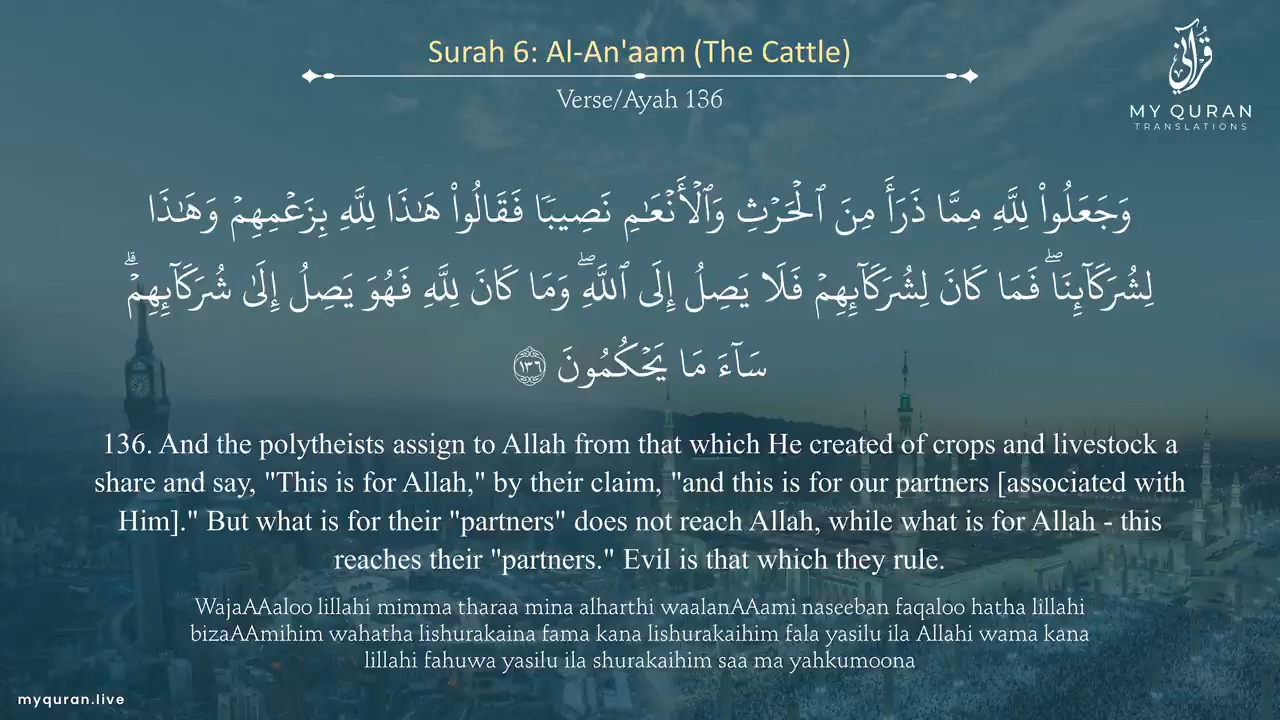 Surah 6: Al-An'aam (The Cattle)
Verse/Ayah 136
قرآني
MY QURAN
TRANSLATIONS
وَجَعَلُوا۟ لِلَّهِ مِمَّا ذَرَأَ مِنَ ٱلْحَرْثِ وَٱلْأَنْعَـٰمِ نَصِيبًا فَقَالُوا۟ هَـٰذَا لِلَّهِ بِزَعْمِهِمْ وَهَـٰذَا
لِشُرَكَآئِنَا ۖ فَمَا كَانَ لِشُرَكَآئِهِمْ فَلَا يَصِلُ إِلَى ٱللَّهِ ۖ وَمَا كَانَ لِلَّهِ فَهُوَ يَصِلُ إِلَىٰ شُرَكَآئِهِمْ ۗ
سَآءَ مَا يَحْكُمُونَ ١٣٦
136. And the polytheists assign to Allah from that which He created of crops and livestock a
share and say, "This is for Allah," by their claim, "and this is for our partners [associated with
Him]." But what is for their "partners" does not reach Allah, while what is for Allah - this
reaches their "partners." Evil is that which they rule.
WajaAAaloo lillahi mimma tharaa mina alharthi waalanAAami naseeban faqaloo hatha lillahi
bizaAAmihim wahatha lishurakaina fama kana lishurakaihim fala yasilu ila Allahi wama kana
lillahi fahuwa yasilu ila shurakaihim saa ma yahkumoona
myquran.live